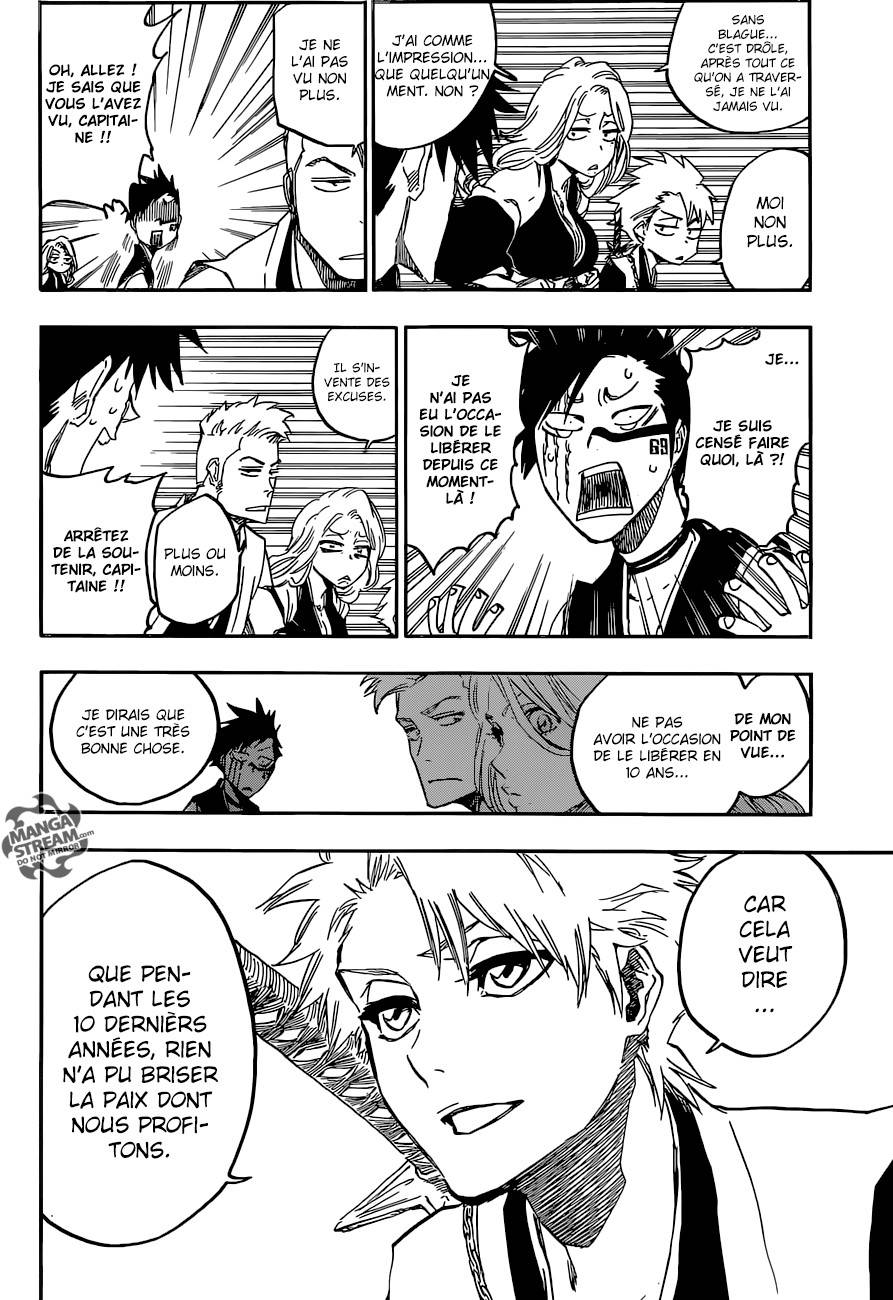 SANS
BLAGUE...
C'EST DRÔLE,
APRÈS TOUT CE
QU'ON A TRAVER-
SÉ, JE NE L'AI
JAMAIS VU.
MOI
NON
PLUS.
J'AI COMME
L'IMPRESSION...
QUE QUELQU'UN
MENT. NON ?
JE NE
L'AI PAS
VU NON
PLUS.
OH, ALLEZ !
JE SAIS QUE
VOUS L'AVEZ
VU, CAPITAI-
NE !!
JE...
JE SUIS
CENSÉ FAIRE
QUOI, LÀ ?!
69
JE
N'AI PAS
EU L'OCCA-
SION DE LE
LIBÉRER
DEPUIS CE
MOMENT-
LÀ !
IL S'IN-
VENTE DES
EXCUSES.
PLUS OU
MOINS.
ARRÊTEZ
DE LA SOU-
TENIR, CAPI-
TAINE !!
DE MON
POINT DE
VUE...
NE PAS
AVOIR L'OCCASION
DE LE LIBÉRER EN
10 ANS...
JE DIRAIS QUE
C'EST UNE TRÈS
BONNE CHOSE.
MANGA
STREAM.com
DO NOT MIRROR
CAR
CELA
VEUT
DIRE
...
QUE PEN-
DANT LES
10 DERNIÈRS
ANNÉES, RIEN
N'A PU BRISER
LA PAIX DONT
NOUS PROFI-
TONS.